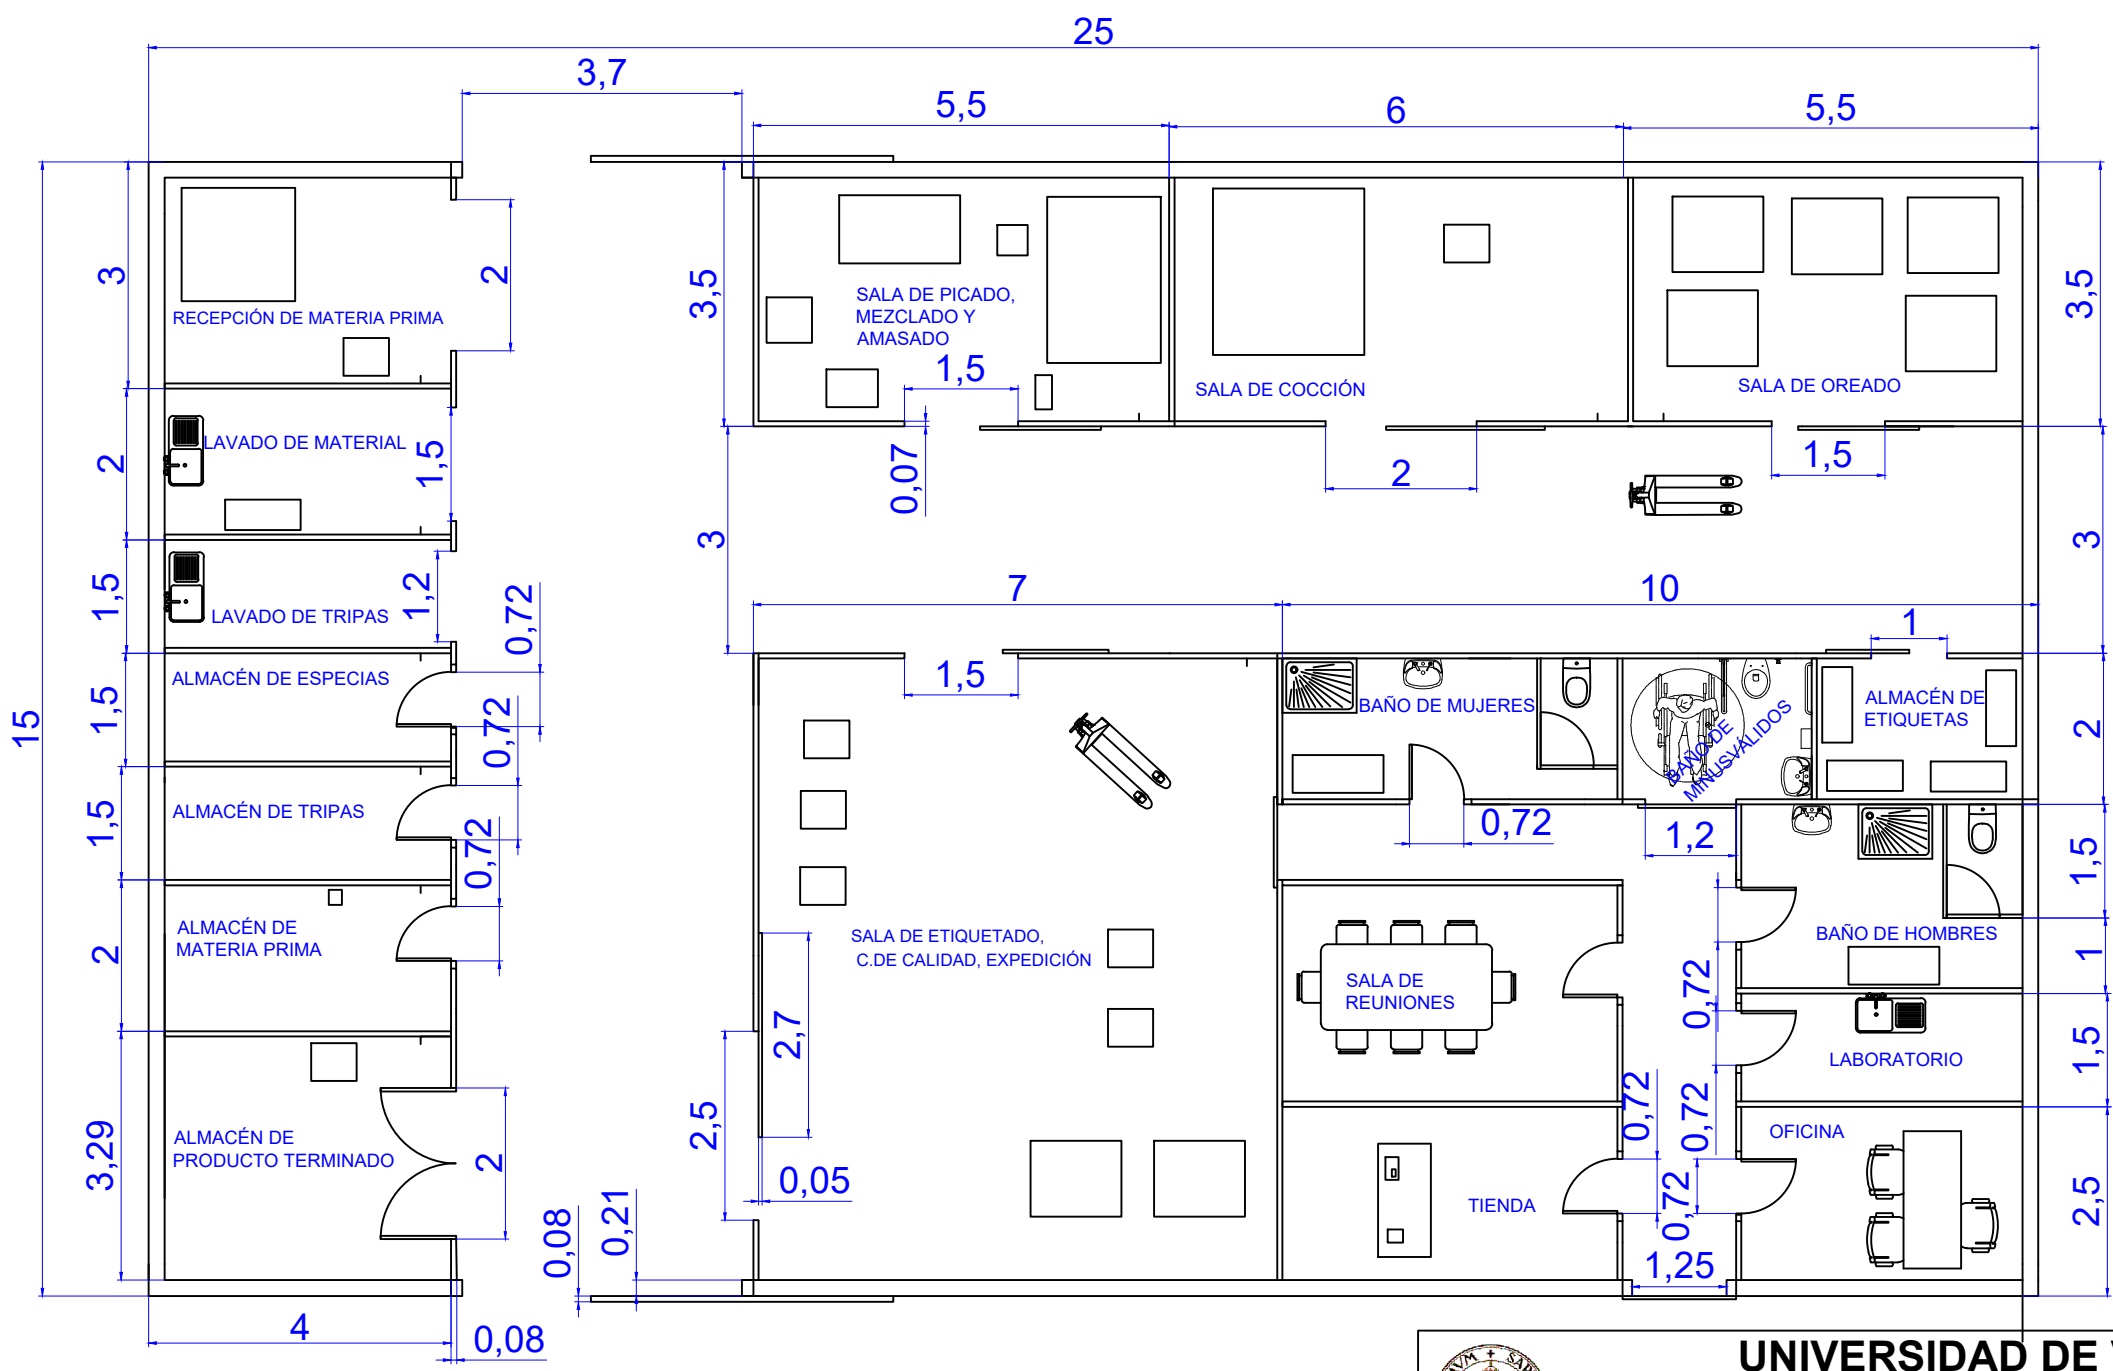 25
3,7
5,5
6
5,5
3
2
3,5
3,5
RECEPCIÓN DE MATERIA PRIMA
SALA DE PICADO,
MEZCLADO Y
AMASADO
1,5
SALA DE COCCIÓN
SALA DE OREADO
2
LAVADO DE MATERIAL
1,5
0,07
2
1,5
3
3
1,5
LAVADO DE TRIPAS
1,2
0,72
7
10
1
15
1,5
ALMACÉN DE ESPECIAS
0,72
1,5
BAÑO DE MUJERES
BAÑO DE
MINUSVÁLIDOS
ALMACÉN DE
ETIQUETAS
2
1,5
ALMACÉN DE TRIPAS
0,72
0,72
1,2
1,5
2
ALMACÉN DE
MATERIA PRIMA
SALA DE ETIQUETADO,
C.DE CALIDAD, EXPEDICIÓN
SALA DE
REUNIONES
BAÑO DE HOMBRES
1
0,72
2,7
LABORATORIO
1,5
3,29
ALMACÉN DE
PRODUCTO TERMINADO
2
2,5
0,72
0,72
OFICINA
0,05
TIENDA
0,72
2,5
0,08
0,21
1,25
4
0,08
UNIVERSIDAD DE